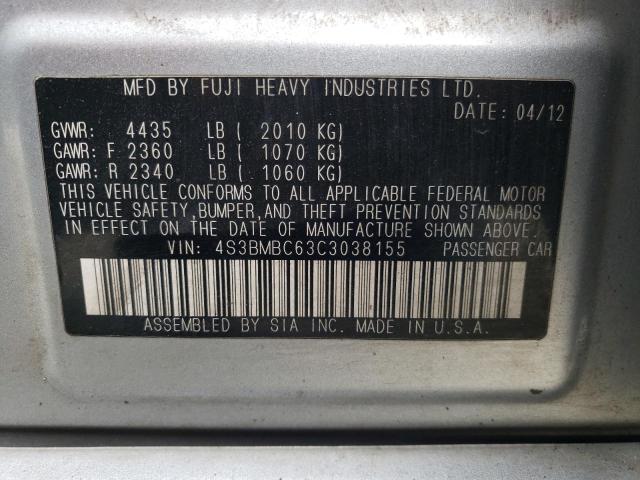 MFD BY FUJI HEAVY INDUSTRIES LTD.
DATE: 04/12
GVWR: 4435 LB ( 2010 KG)
GAWR: F 2360 LB ( 1070 KG)
GAWR: R 2340 LB ( 1060 KG)
THIS VEHICLE CONFORMS TO ALL APPLICABLE FEDERAL MOTOR
VEHICLE SAFETY,BUMPER,AND THEFT PREVENTION STANDARDS
IN EFFECT ON THE DATE OF MANUFACTURE SHOWN ABOVE.
VIN: 4S3BMBC63C3038155 PASSENGER CAR
ASSEMBLED BY SIA INC. MADE IN U.S.A.